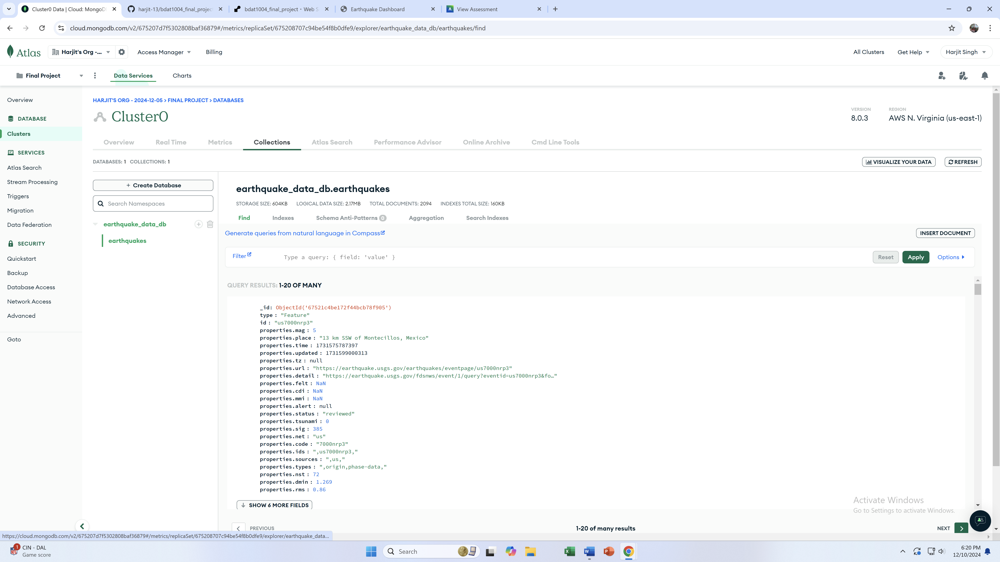 Cluster0 Data | Cloud: MongoD
harjit-13/bdat1004_final_projec
bdat1004_final_project · Web S
Earthquake Dashboard
View Assessment
cloud.mongodb.com/v2/675207d7f5302808baf36879#/metrics/replicaSet/675208707c94be54f8b0dfe9/explorer/earthquake_data_db/earthquakes/find
Atlas
Harjit's Org -...
Access Manager
Billing
All Clusters
Get Help
Harjit Singh
Final Project
Data Services
Charts
Overview
DATABASE
Clusters
SERVICES
Atlas Search
Stream Processing
Triggers
Migration
Data Federation
SECURITY
Quickstart
Backup
Database Access
Network Access
Advanced
Goto
HARJIT'S ORG - 2024-12-05 > FINAL PROJECT > DATABASES
Cluster0
VERSION
8.0.3
REGION
AWS N. Virginia (us-east-1)
Overview
Real Time
Metrics
Collections
Atlas Search
Performance Advisor
Online Archive
Cmd Line Tools
DATABASES: 1 COLLECTIONS: 1
VISUALIZE YOUR DATA
REFRESH
+ Create Database
Search Namespaces
earthquake_data_db
earthquakes
earthquake_data_db.earthquakes
STORAGE SIZE: 604KB LOGICAL DATA SIZE: 2.17MB TOTAL DOCUMENTS: 2094 INDEXES TOTAL SIZE: 160KB
Find
Indexes
Schema Anti-Patterns 0
Aggregation
Search Indexes
Generate queries from natural language in Compass
INSERT DOCUMENT
Filter
Type a query: { field: 'value' }
Reset
Apply
Options
QUERY RESULTS: 1-20 OF MANY
_id: ObjectId('67521c4be172f44bcb78f905')
type : "Feature"
id : "us7000nrp3"
properties.mag : 5
properties.place : "13 km SSW of Montecillos, Mexico"
properties.time : 1731575787397
properties.updated : 1731599000313
properties.tz : null
properties.url : "https://earthquake.usgs.gov/earthquakes/eventpage/us7000nrp3"
properties.detail : "https://earthquake.usgs.gov/fdsnws/event/1/query?eventid=us7000nrp3&fo…"
properties.felt : NaN
properties.cdi : NaN
properties.mmi : NaN
properties.alert : null
properties.status : "reviewed"
properties.tsunami : 0
properties.sig : 385
properties.net : "us"
properties.code : "7000nrp3"
properties.ids : ",us7000nrp3,"
properties.sources : ",us,"
properties.types : ",origin,phase-data,"
properties.nst : 72
properties.dmin : 1.269
properties.rms : 0.86
SHOW 6 MORE FIELDS
Activate Windows
Go to Settings to activate Windows.
PREVIOUS
1-20 of many results
NEXT
https://cloud.mongodb.com/v2/675207d7f5302808baf36879#/metrics/replicaSet/675208707c94be54f8b0dfe9/explorer/earthquake_data...
1
NFL
CIN - DAL
Game score
Search
6:20 PM
12/10/2024